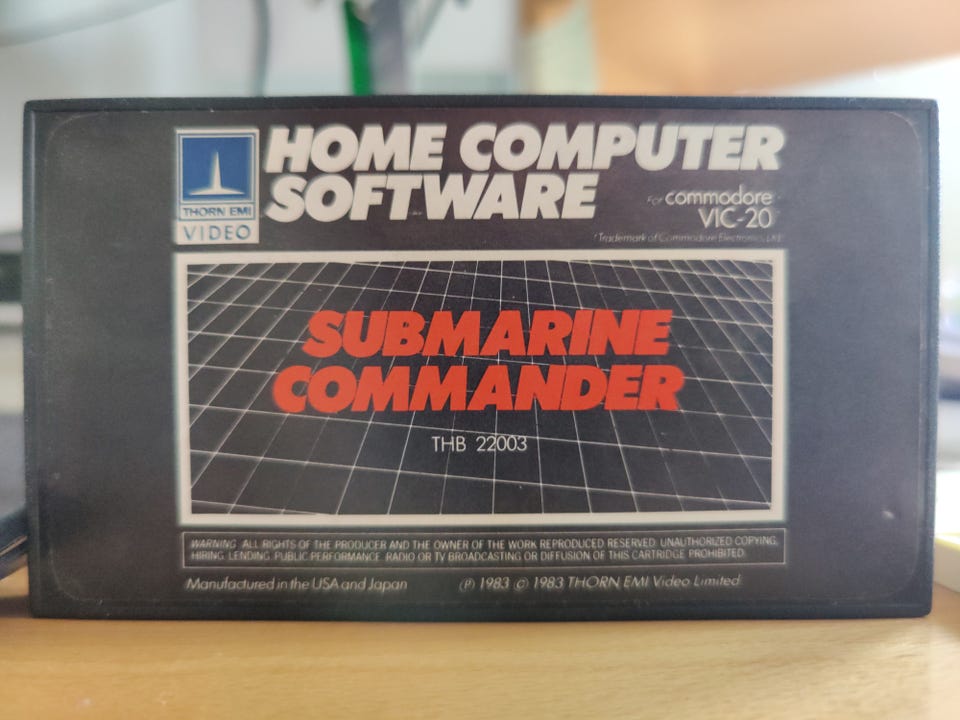 HOME COMPUTER
SOFTWARE
THORN EMI
VIDEO
FOR commodore
VIC-20
*Trademark of Commodore Electronics Ltd
SUBMARINE
COMMANDER
THB 22003
WARNING: ALL RIGHTS OF THE PRODUCER AND THE OWNER OF THE WORK REPRODUCED RESERVED. UNAUTHORIZED COPYING,
HIRING, LENDING, PUBLIC PERFORMANCE, RADIO OR TV BROADCASTING OR DIFFUSION OF THIS CARTRIDGE PROHIBITED.
Manufactured in the USA and Japan
Ⓟ 1983 © 1983 THORN EMI Video Limited